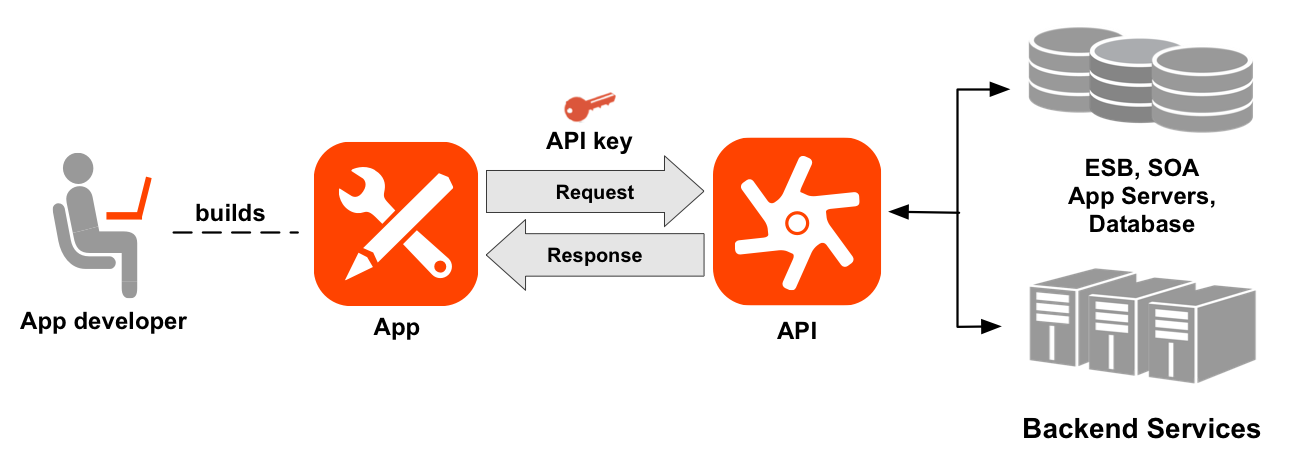 API key
Request
builds
Response
App developer
App
API
ESB, SOA
App Servers,
Database
Backend Services